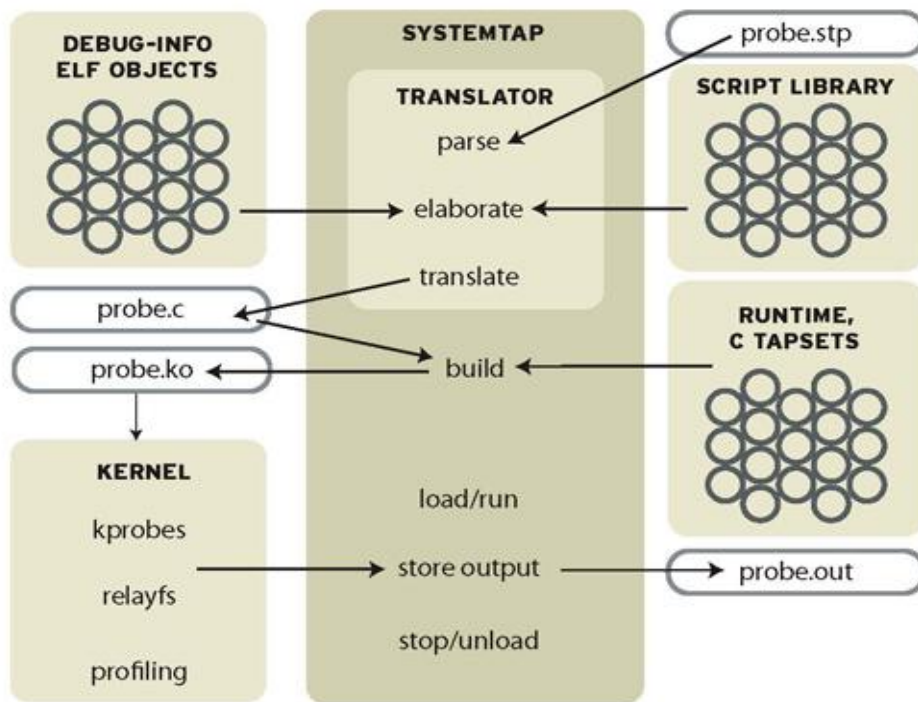 DEBUG-INFO
ELF OBJECTS
SYSTEMTAP
TRANSLATOR
parse
elaborate
translate
build
load/run
store output
stop/unload
probe.stp
SCRIPT LIBRARY
RUNTIME,
C TAPSETS
probe.out
probe.c
probe.ko
KERNEL
kprobes
relayfs
profiling